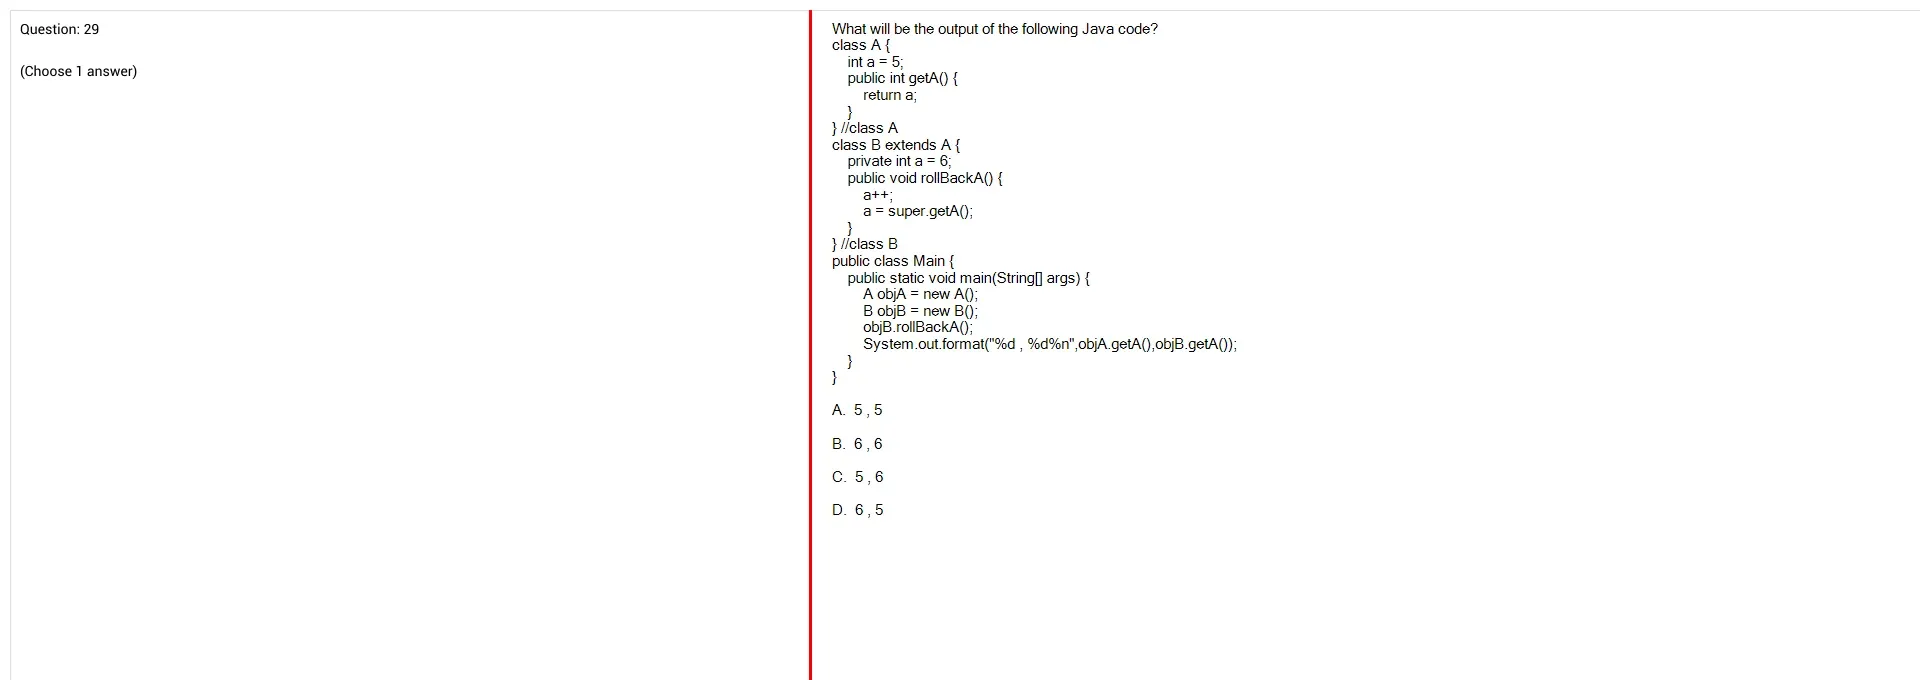 Question: 29
(Choose 1 answer)
What will be the output of the following Java code?
class A {
    int a = 5;
    public int getA() {
        return a;
    }
} //class A
class B extends A {
    private int a = 6;
    public void rollBackA() {
        a++;
        a = super.getA();
    }
} //class B
public class Main {
    public static void main(String[] args) {
        A objA = new A();
        B objB = new B();
        objB.rollBackA();
        System.out.format("%d , %d%n",objA.getA(),objB.getA());
    }
}
A. 5 , 5
B. 6 , 6
C. 5 , 6
D. 6 , 5